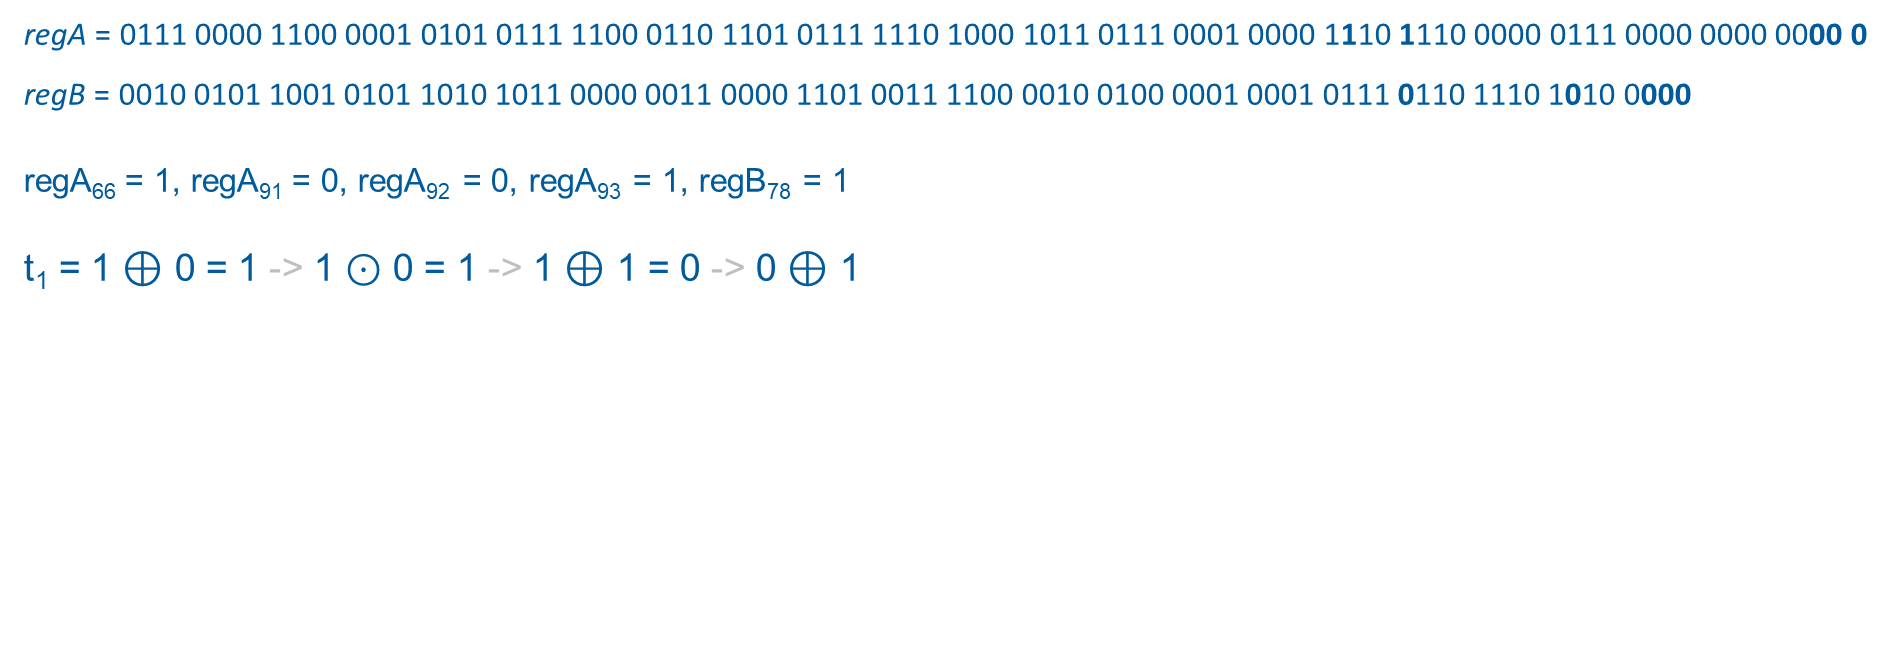 regA = 0111 0000 1100 0001 0101 0111 1100 0110 1101 0111 1110 1000 1011 0111 0001 0000 1110 1110 0000 0111 0000 0000 0000 0
regB = 0010 0101 1001 0101 1010 1011 0000 0011 0000 1101 0011 1100 0010 0100 0001 0001 0111 0110 1110 1010 0000
regA₆₆ = 1, regA₉₁ = 0, regA₉₂ = 0, regA₉₃ = 1, regB₇₈ = 1
t₁ = 1 ⊕ 0 = 1 -> 1 ⊙ 0 = 1 -> 1 ⊕ 1 = 0 -> 0 ⊕ 1